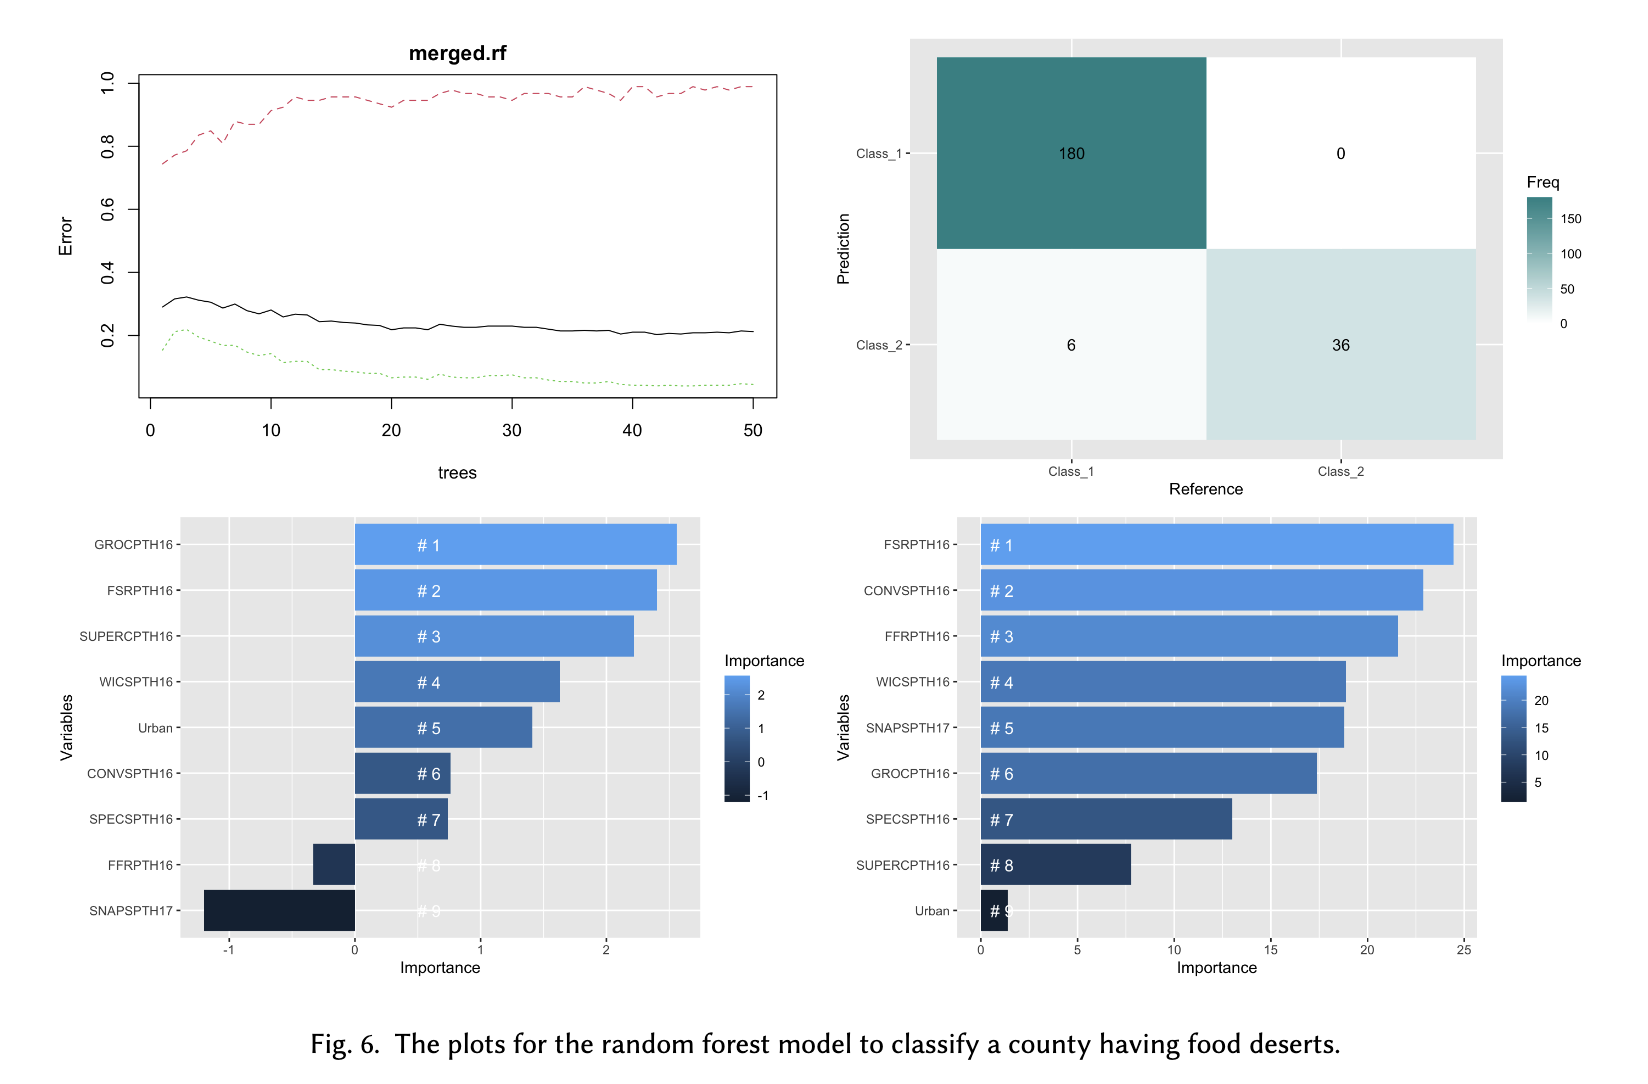 merged.rf
Error
1.0
0.8
0.6
0.4
0.2
0
10
20
30
40
50
trees
Prediction
Class_1
Class_2
180
0
6
36
Class_1
Class_2
Reference
Freq
150
100
50
0
Variables
GROCPTH16
# 1
FSRPTH16
# 2
SUPERCPTH16
# 3
WICSPTH16
# 4
Urban
# 5
CONVSPTH16
# 6
SPECSPTH16
# 7
FFRPTH16
# 8
SNAPSPTH17
# 9
-1
0
1
2
Importance
Importance
2
1
0
-1
Variables
FSRPTH16
# 1
CONVSPTH16
# 2
FFRPTH16
# 3
WICSPTH16
# 4
SNAPSPTH17
# 5
GROCPTH16
# 6
SPECSPTH16
# 7
SUPERCPTH16
# 8
Urban
# 9
0
5
10
15
20
25
Importance
Importance
20
15
10
5
Fig. 6. The plots for the random forest model to classify a county having food deserts.